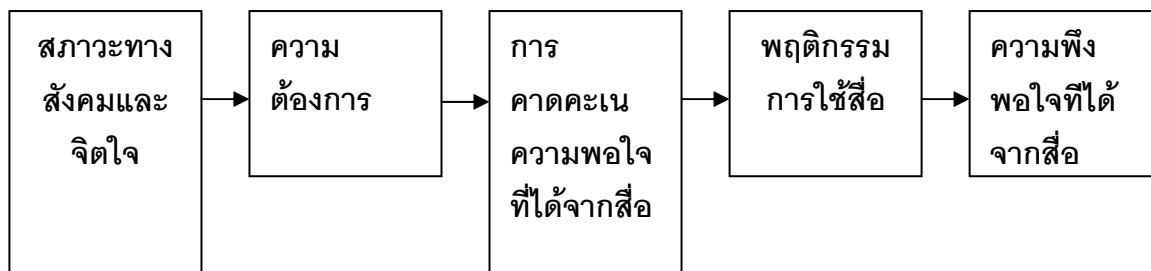 สภาวะทาง
สังคมและ
จิตใจ
ความ
ต้องการ
การ
คาดคะเน
ความพอใจ
ที่ได้จากสื่อ
พฤติกรรม
การใช้สื่อ
ความพึง
พอใจที่ได้
จากสื่อ